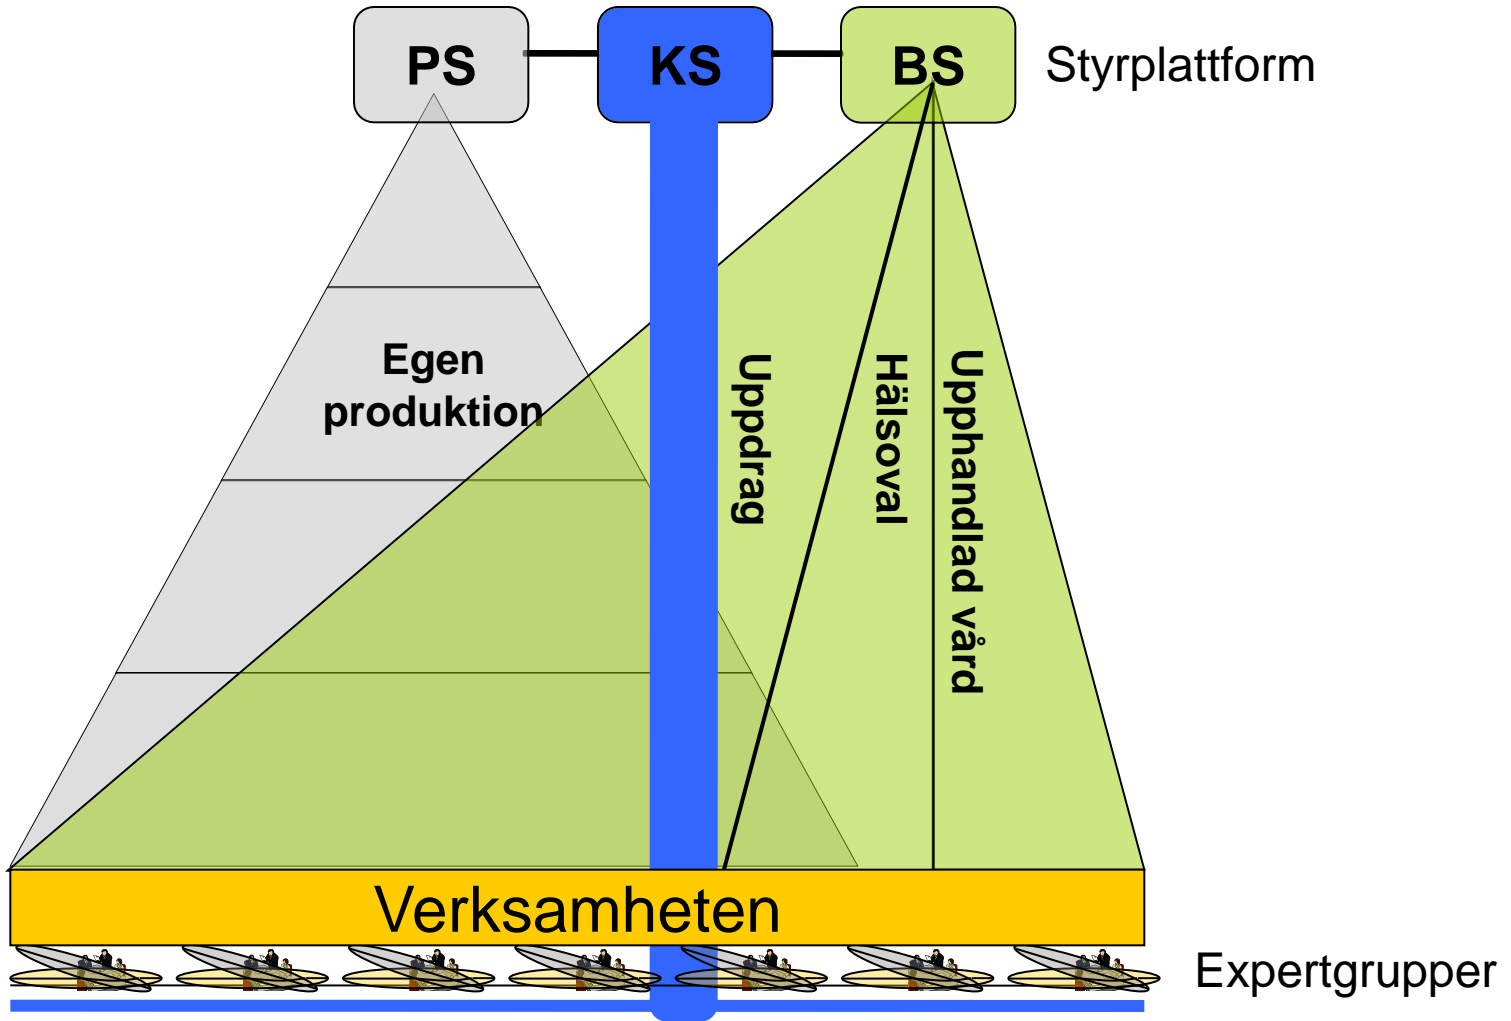 PS
KS
BS
Styrplattform
Egen
produktion
Uppdrag
Hälsoval
Upphandlad vård
Verksamheten
Expertgrupper